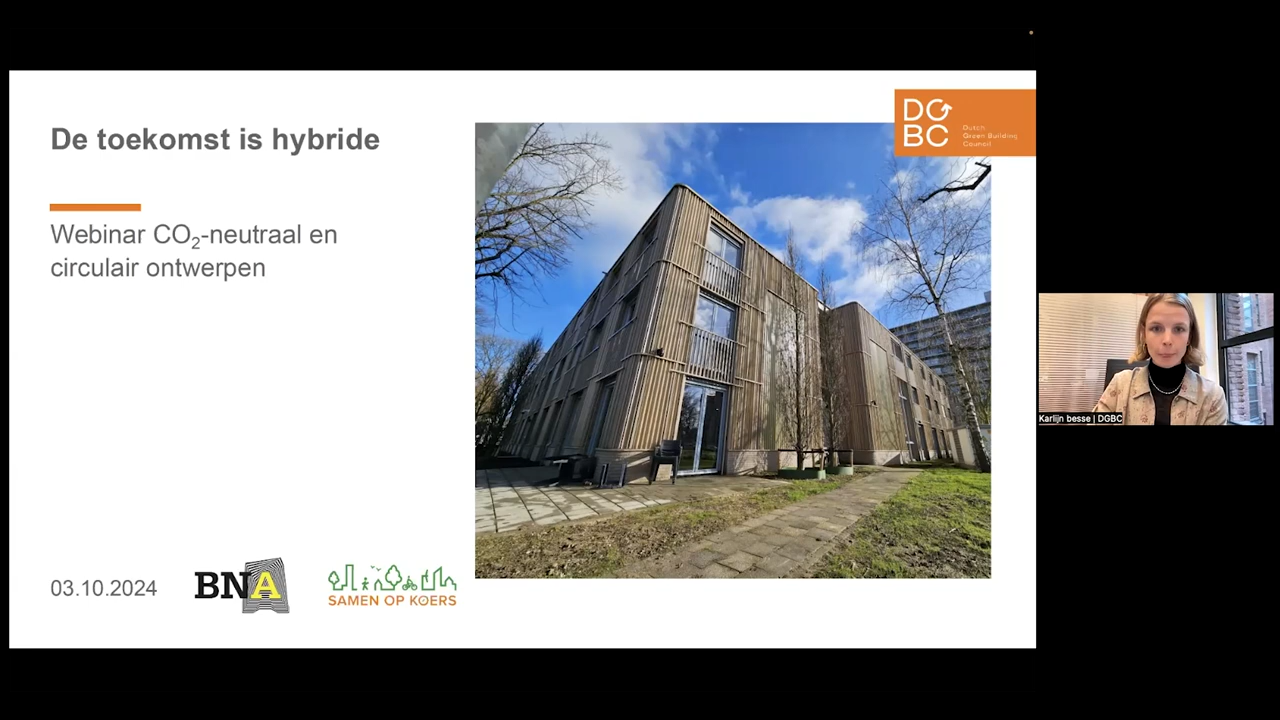 De toekomst is hybride
DG
BC
Dutch
Green Building
Council
Webinar CO₂-neutraal en
circulair ontwerpen
Karlijn besse | DGBC
03.10.2024
BNA
SAMEN OP KOERS